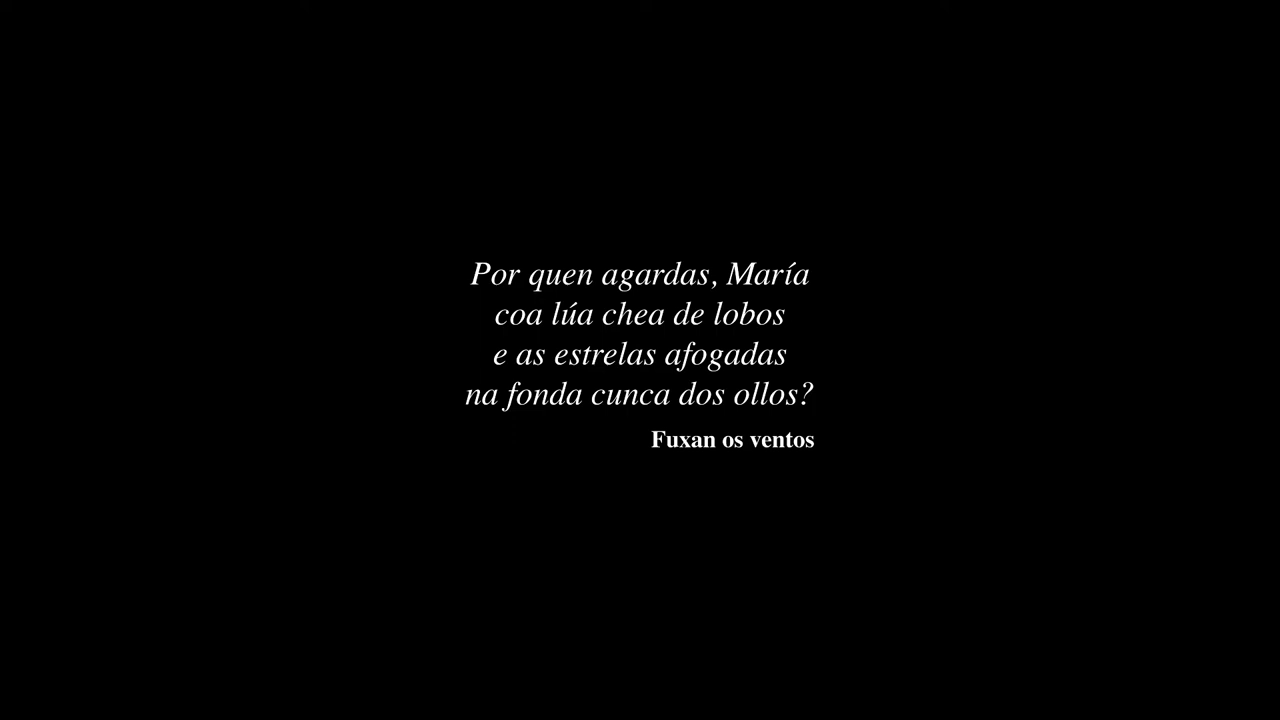 Por quen agardas, María
coa lúa chea de lobos
e as estrelas afogadas
na fonda cunca dos ollos?
Fuxan os ventos